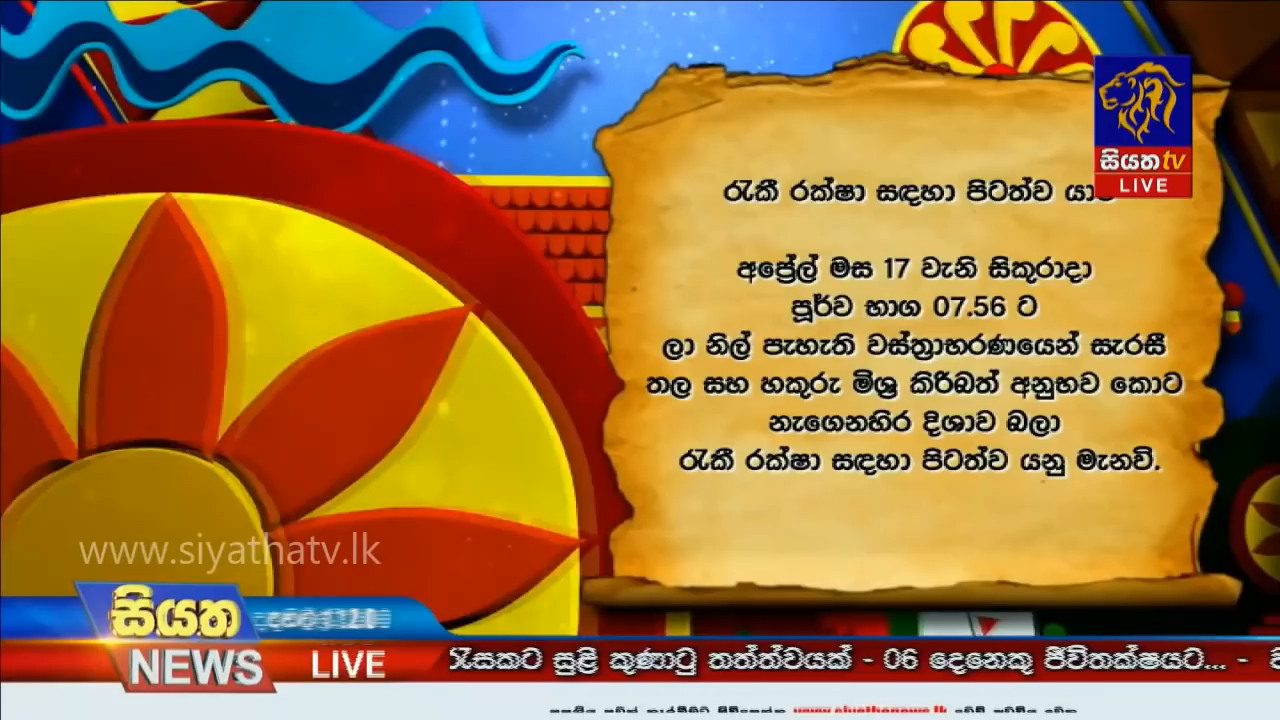 සියත tv
LIVE
රැකී රක්ෂා සඳහා පිටත්ව
අප්‍රේල් මස 17 වැනි සිකුරාදා
පූර්ව භාග 07.56 ට
ලා නිල් පැහැති වස්ත්‍රාභරණයෙන් සැරසී
තල සහ හකුරු මිශ්‍ර කිරිබත් අනුභව කොට
නැගෙනහිර දිශාව බලා
රැකී රක්ෂා සඳහා පිටත්ව යනු මැනවි.
www.siyathatv.lk
සියත
NEWS LIVE
සුළි කුණාටු තත්ත්වයක් - 06 දෙනෙකු ජීවිතක්ෂයට... -